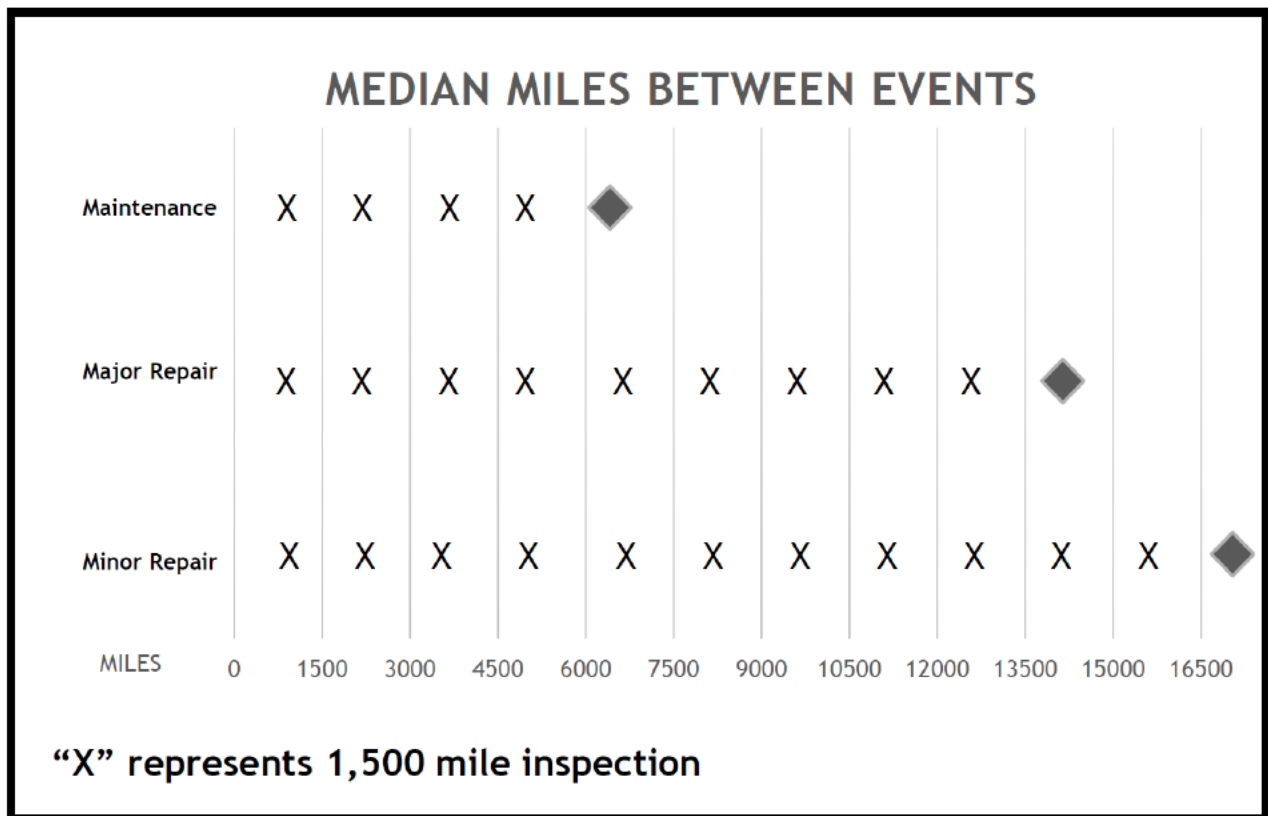 MEDIAN MILES BETWEEN EVENTS
Maintenance X X X X
Major Repair X X X X X X X X X
Minor Repair X X X X X X X X X X X
MILES 0 1500 3000 4500 6000 7500 9000 10500 12000 13500 15000 16500
“X” represents 1,500 mile inspection